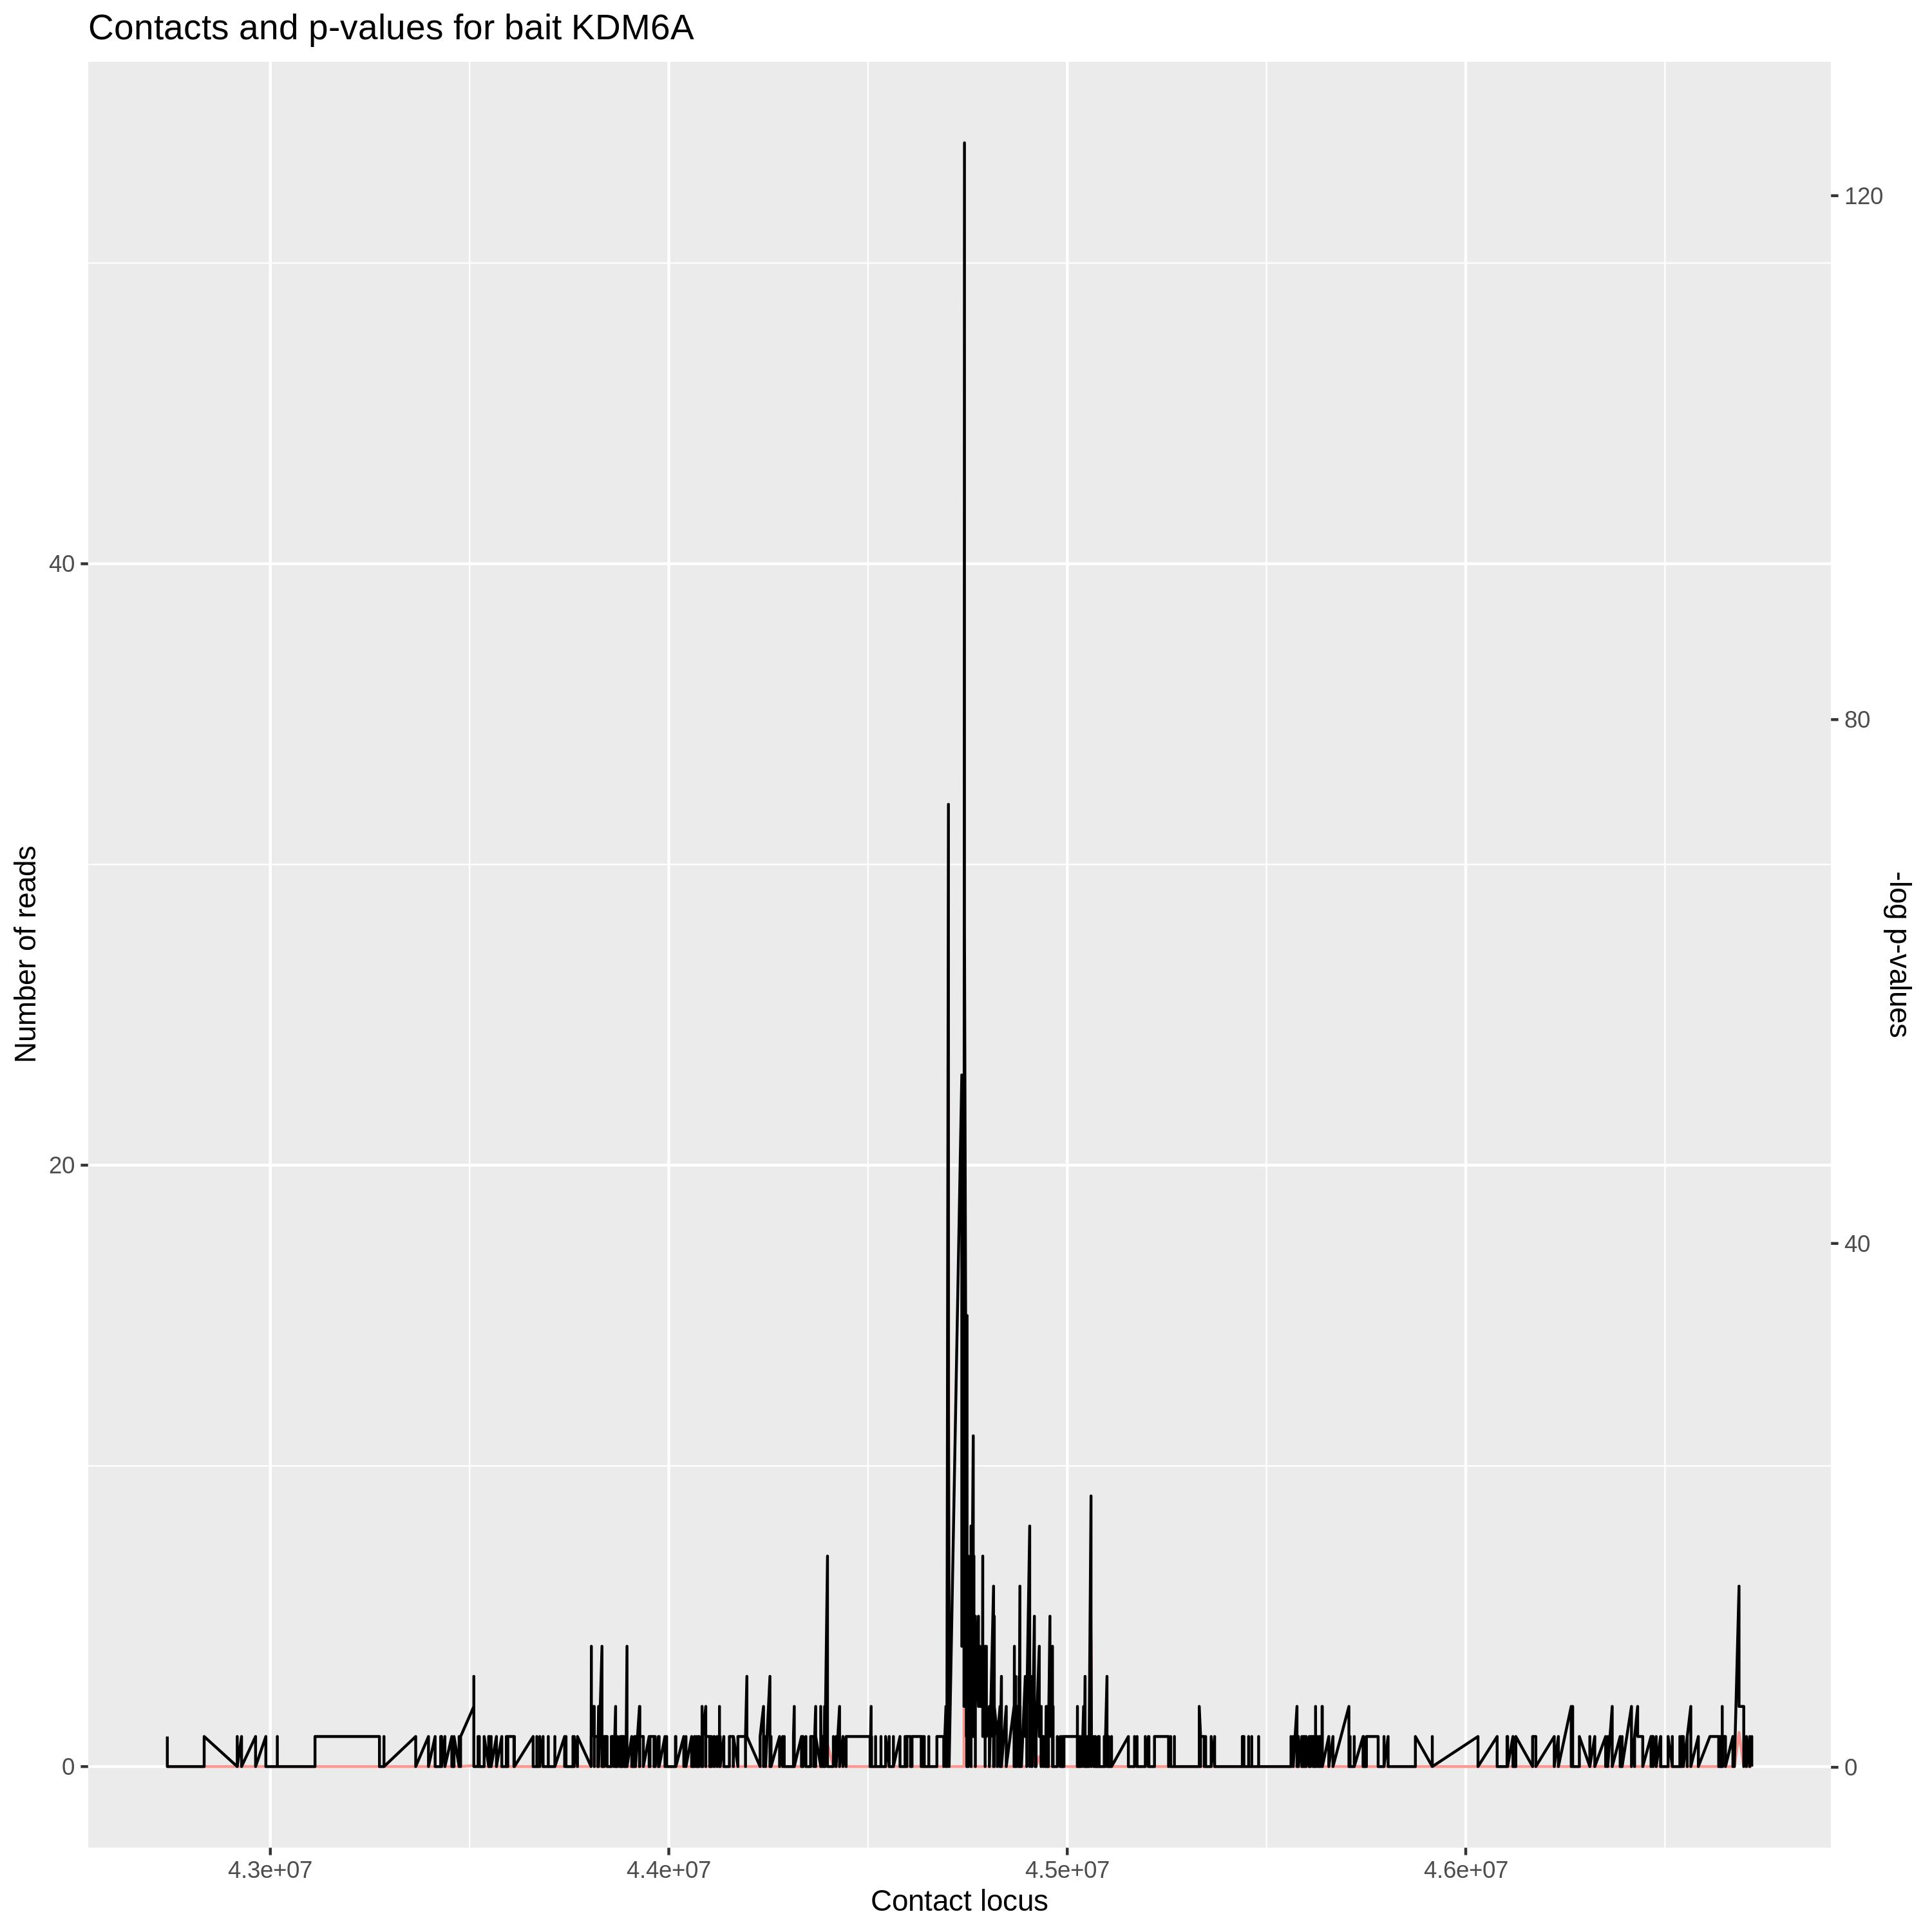 Contacts and p-values for bait KDM6A
Number of reads
40
20
0
120
80
40
0
-log p-values
4.3e+07
4.4e+07
4.5e+07
4.6e+07
Contact locus